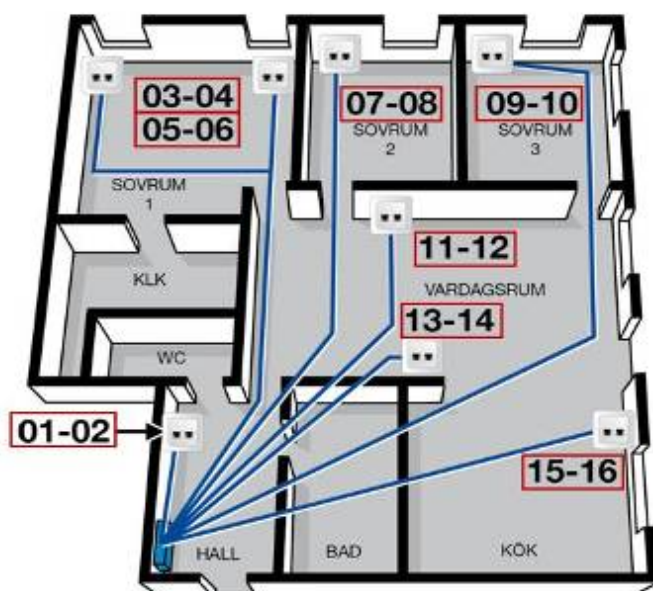 03-04
05-06
SOVRUM
1
07-08
SOVRUM
2
09-10
SOVRUM
3
11-12
KLK
VARDAGSRUM
13-14
WC
01-02
15-16
HALL
BAD
KÖK